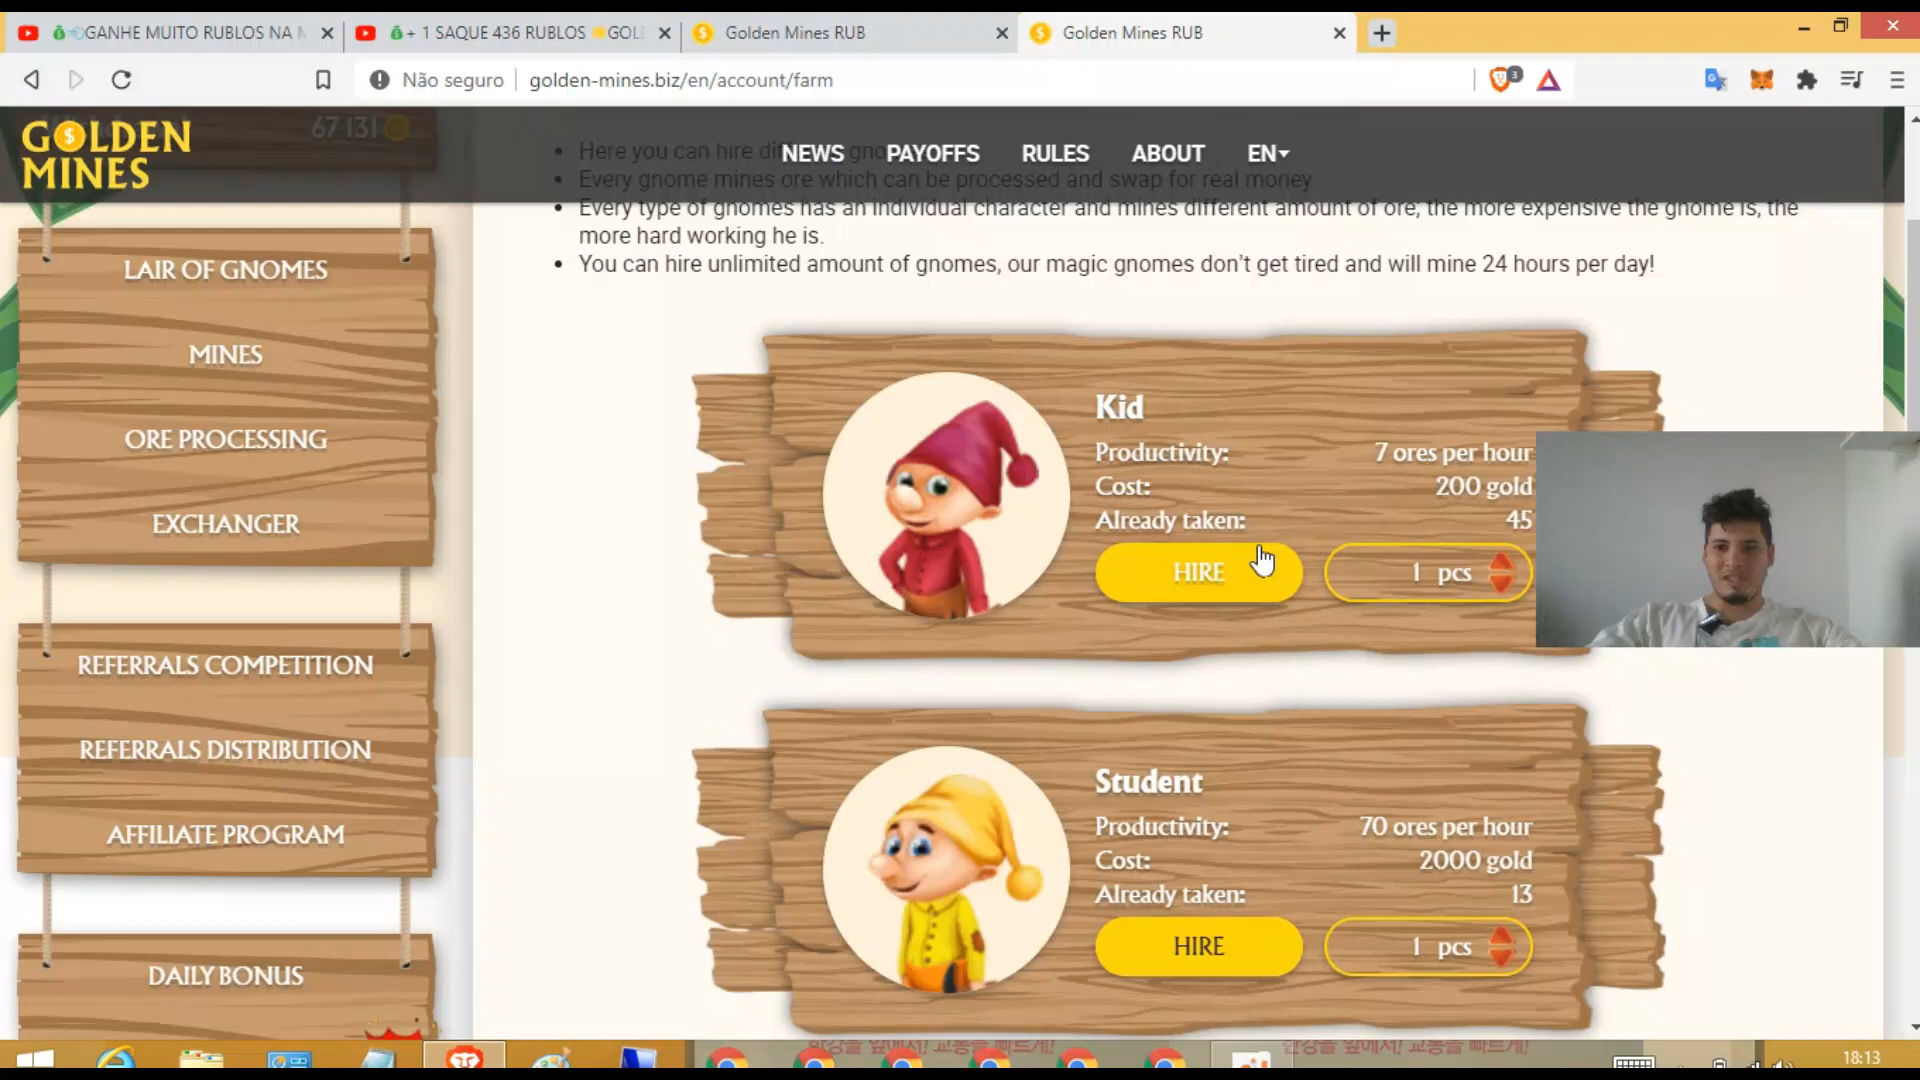 GANHE MUITO RUBLOS NA
+ 1 SAQUE 436 RUBLOS
Golden Mines RUB
Golden Mines RUB
Não seguro
golden-mines.biz/en/account/farm
3
GOLDEN
MINES
67 131
NEWS
PAYOFFS
RULES
ABOUT
EN
Every gnome mines ore which can be processed and swap for real money
Every type of gnomes has an individual character and mines different amount of ore; the more expensive the gnome is, the
more hard working he is.
You can hire unlimited amount of gnomes, our magic gnomes don't get tired and will mine 24 hours per day!
LAIR OF GNOMES
MINES
ORE PROCESSING
EXCHANGER
REFERRALS COMPETITION
REFERRALS DISTRIBUTION
AFFILIATE PROGRAM
DAILY BONUS
Kid
Productivity: 7 ores per hour
Cost: 200 gold
Already taken: 45
HIRE
1 pcs
Student
Productivity: 70 ores per hour
Cost: 2000 gold
Already taken: 13
HIRE
1 pcs
18:13